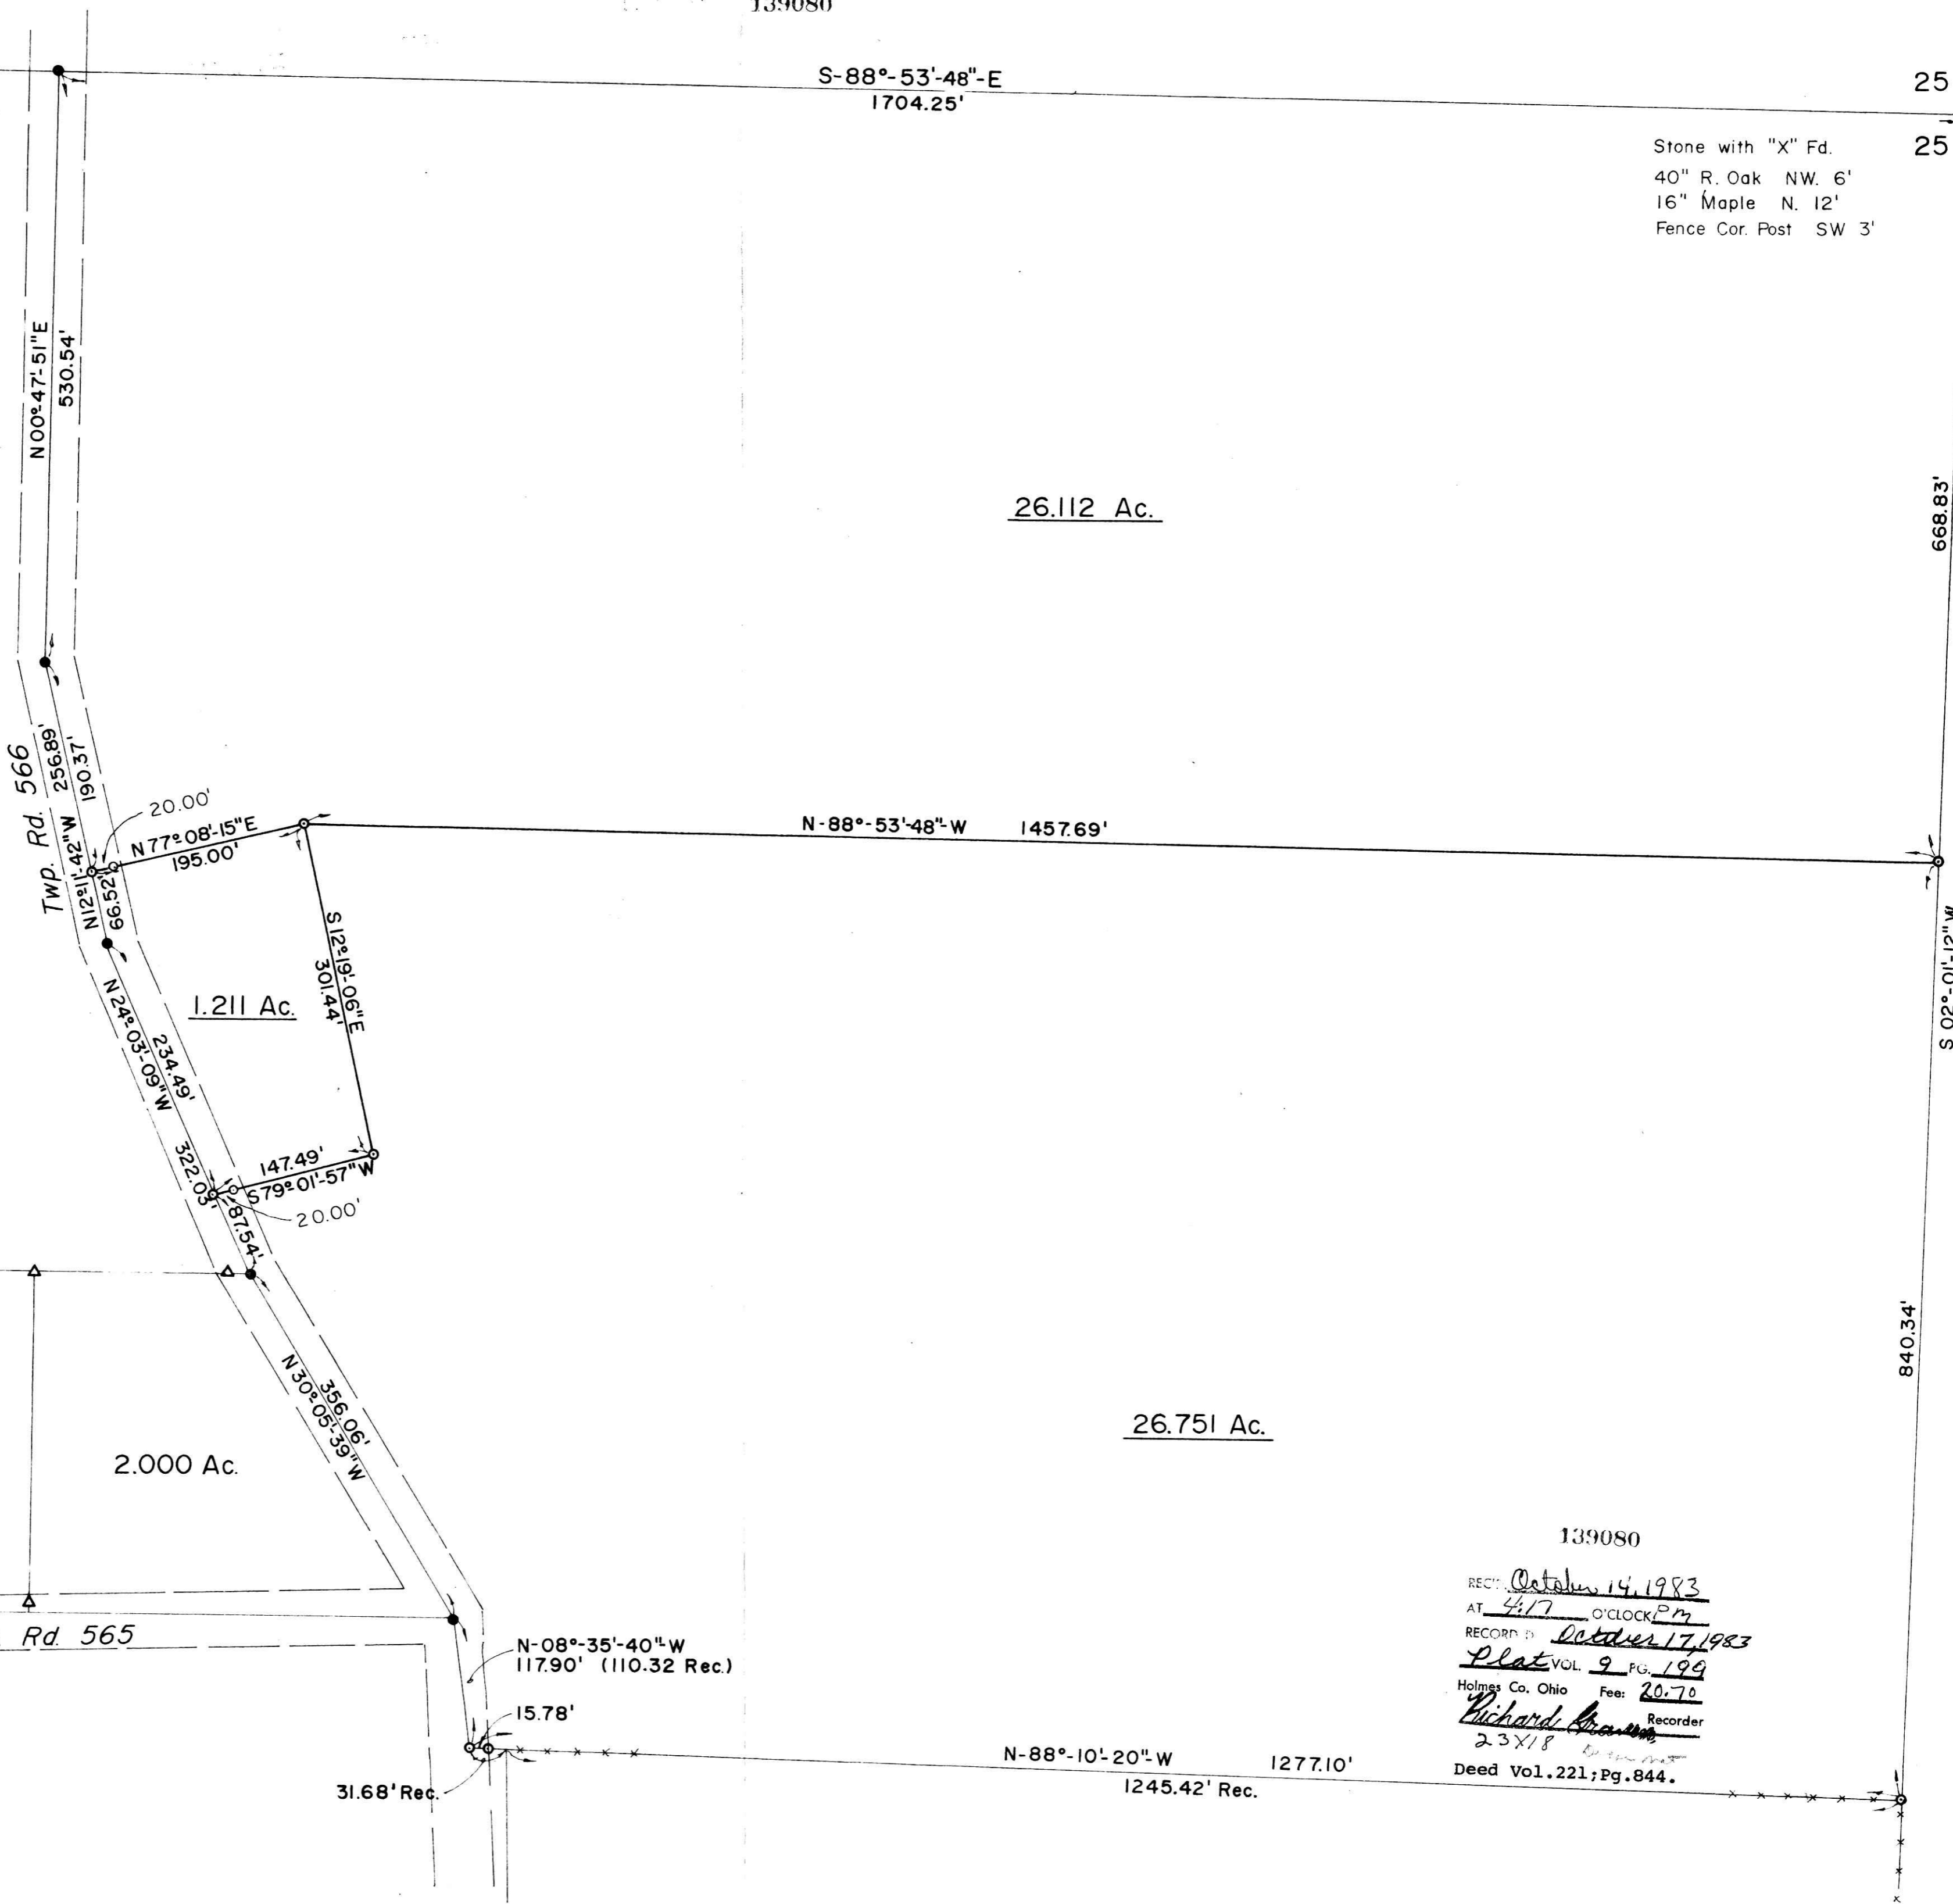 139080
S-88°-53'-48"-E
1704.25'
25
25
Stone with "X" Fd.
40" R. Oak NW. 6'
16" Maple N. 12'
Fence Cor. Post SW 3'
N00°-47'-51"E
530.54'
26.112 Ac.
668.83'
Twp. Rd. 566
N12°-11'-42"W 256.89'
190.37'
66.52'
20.00'
N77°-08'-15"E
195.00'
N-88°-53'-48"-W 1457.69'
S 02°-01'-12"W
S12°-19'-06"E
301.44'
1.211 Ac.
N24°-03'-09"W 322.03'
234.49'
87.54'
147.49'
S79°-01'-57"W
20.00'
840.34'
N30°-05'-39"W
356.06'
2.000 Ac.
26.751 Ac.
Rd. 565
N-08°-35'-40"-W
117.90' (110.32 Rec.)
15.78'
31.68' Rec.
N-88°-10'-20"-W 1277.10'
1245.42' Rec.
139080
REC'D October 14, 1983
AT 4:17 O'CLOCK PM
RECORDED October 17, 1983
Plat VOL. 9 PG. 199
Holmes Co. Ohio Fee: 20.70
Richard Recorder
23X18
Deed Vol.221;Pg.844.